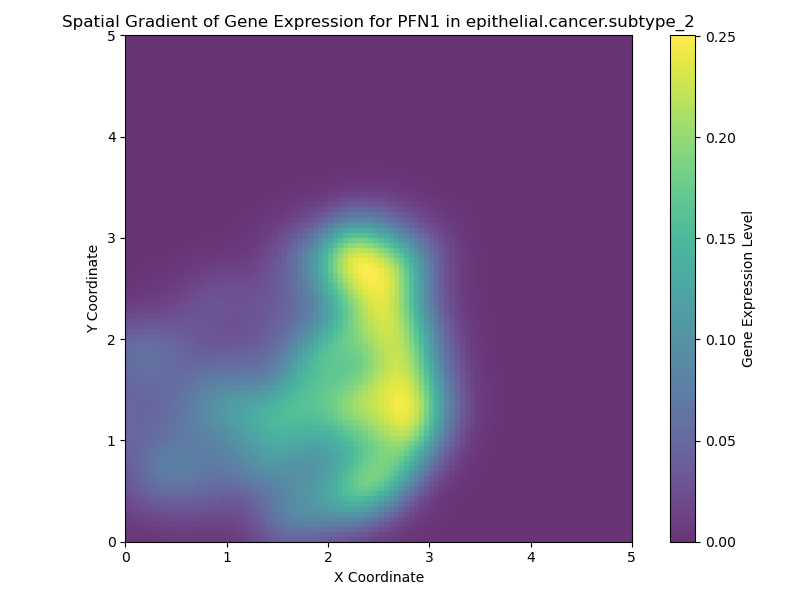 Spatial Gradient of Gene Expression for PFN1 in epithelial.cancer.subtype_2
5
4
3
2
1
0
Y Coordinate
0 1 2 3 4 5
X Coordinate
0.25
0.20
0.15
0.10
0.05
0.00
Gene Expression Level